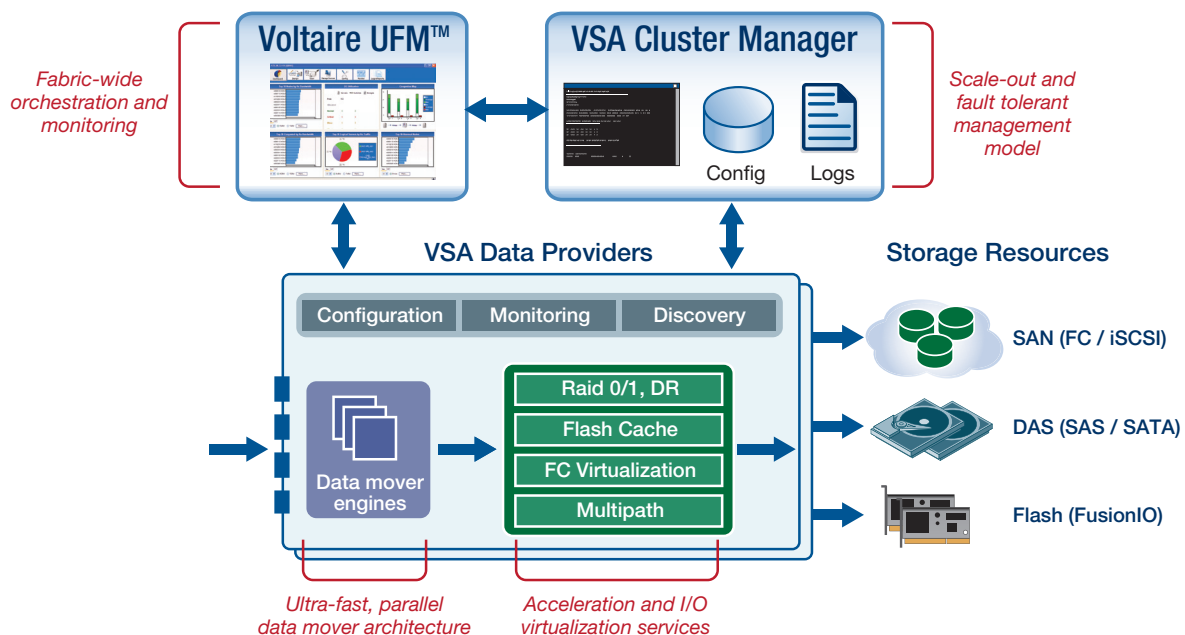 Voltaire UFM™
VSA Cluster Manager
Fabric-wide
orchestration and
monitoring
Config
Logs
Scale-out and
fault tolerant
management
model
VSA Data Providers
Storage Resources
Configuration
Monitoring
Discovery
Data mover
engines
Raid 0/1, DR
Flash Cache
FC Virtualization
Multipath
SAN (FC / iSCSI)
DAS (SAS / SATA)
Flash (FusionIO)
Ultra-fast, parallel
data mover architecture
Acceleration and I/O
virtualization services